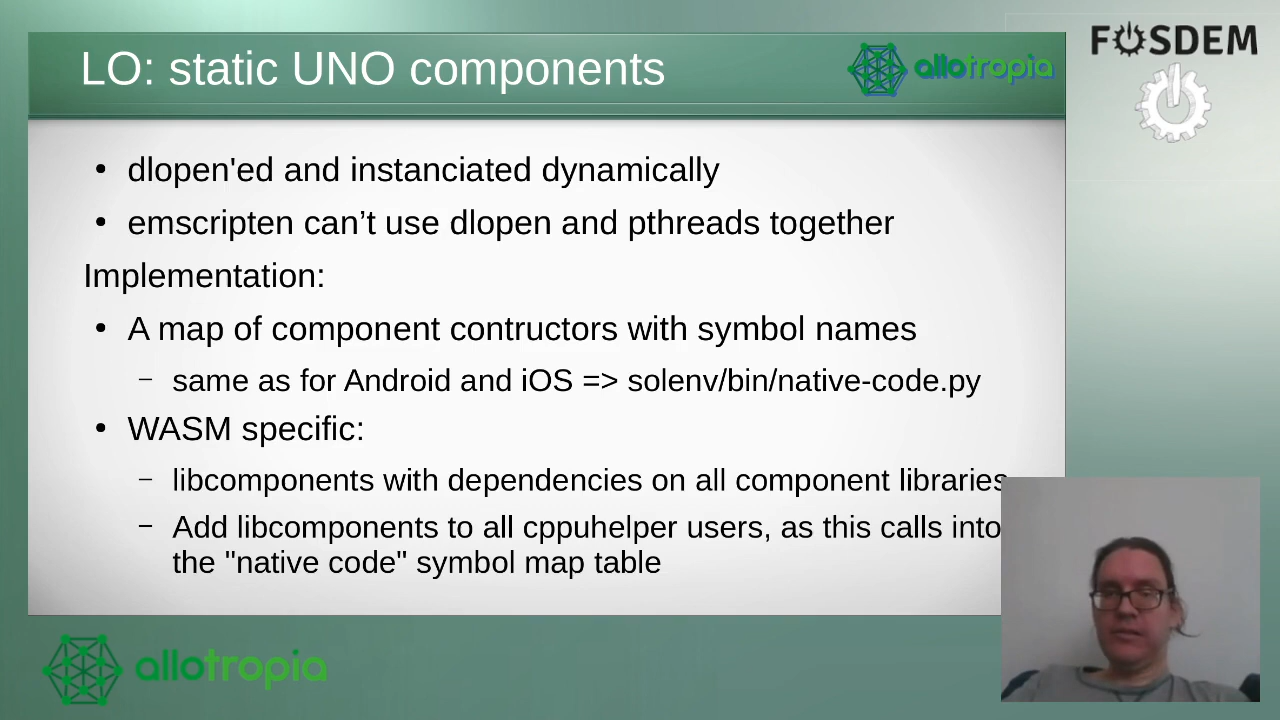 LO: static UNO components
allotropia
FOSDEM
• dlopen'ed and instanciated dynamically
• emscripten can’t use dlopen and pthreads together
Implementation:
• A map of component contructors with symbol names
– same as for Android and iOS => solenv/bin/native-code.py
• WASM specific:
– libcomponents with dependencies on all component libraries
– Add libcomponents to all cppuhelper users, as this calls into
the "native code" symbol map table
allotropia